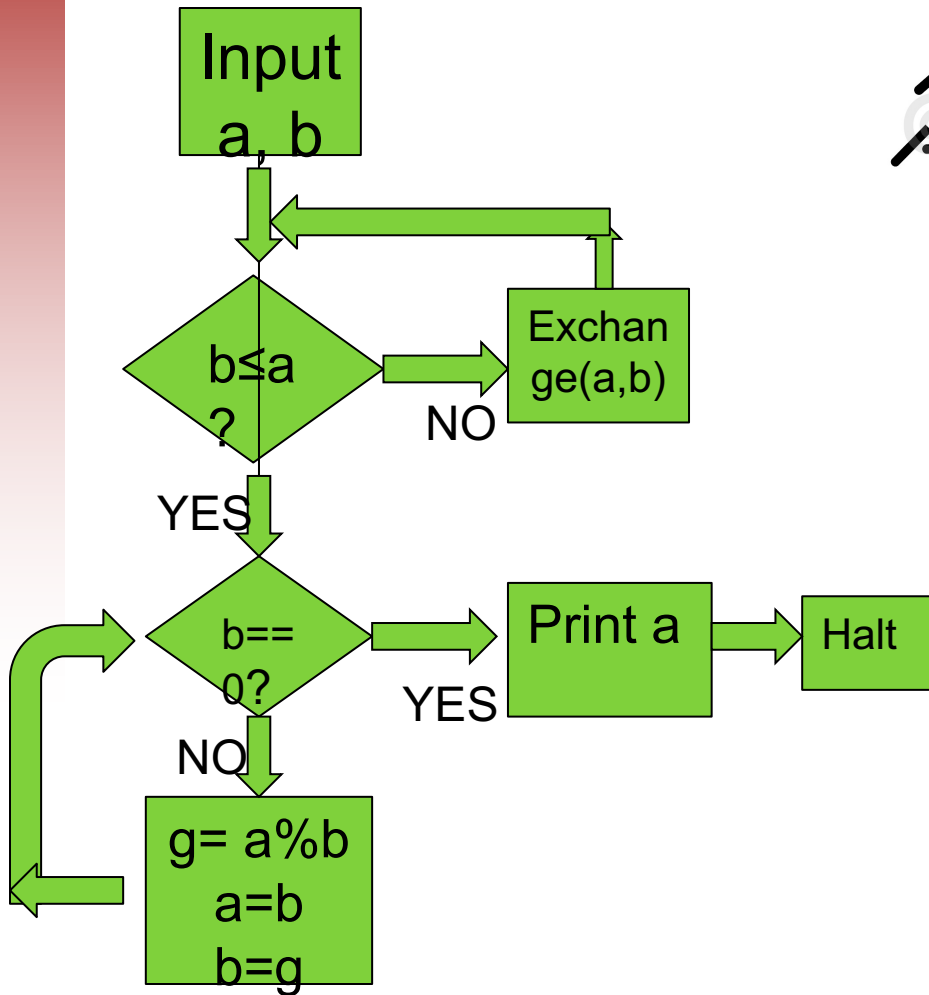 Input
a, b
b≤a
?
Exchan
ge(a,b)
NO
YES
b==
0?
Print a
Halt
YES
NO
g= a%b
a=b
b=g